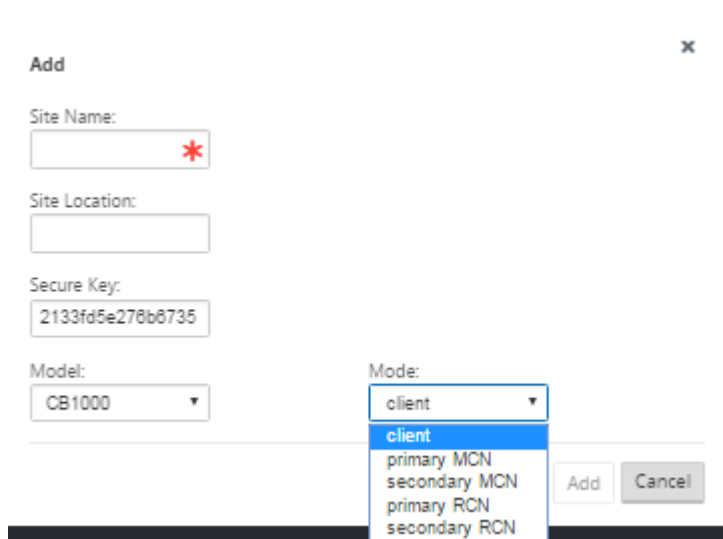 Add
Site Name:
Site Location:
Secure Key:
2133fd5e276b6735
Model:
Mode:
CB1000
client
client
primary MCN
secondary MCN
primary RCN
secondary RCN
Add
Cancel